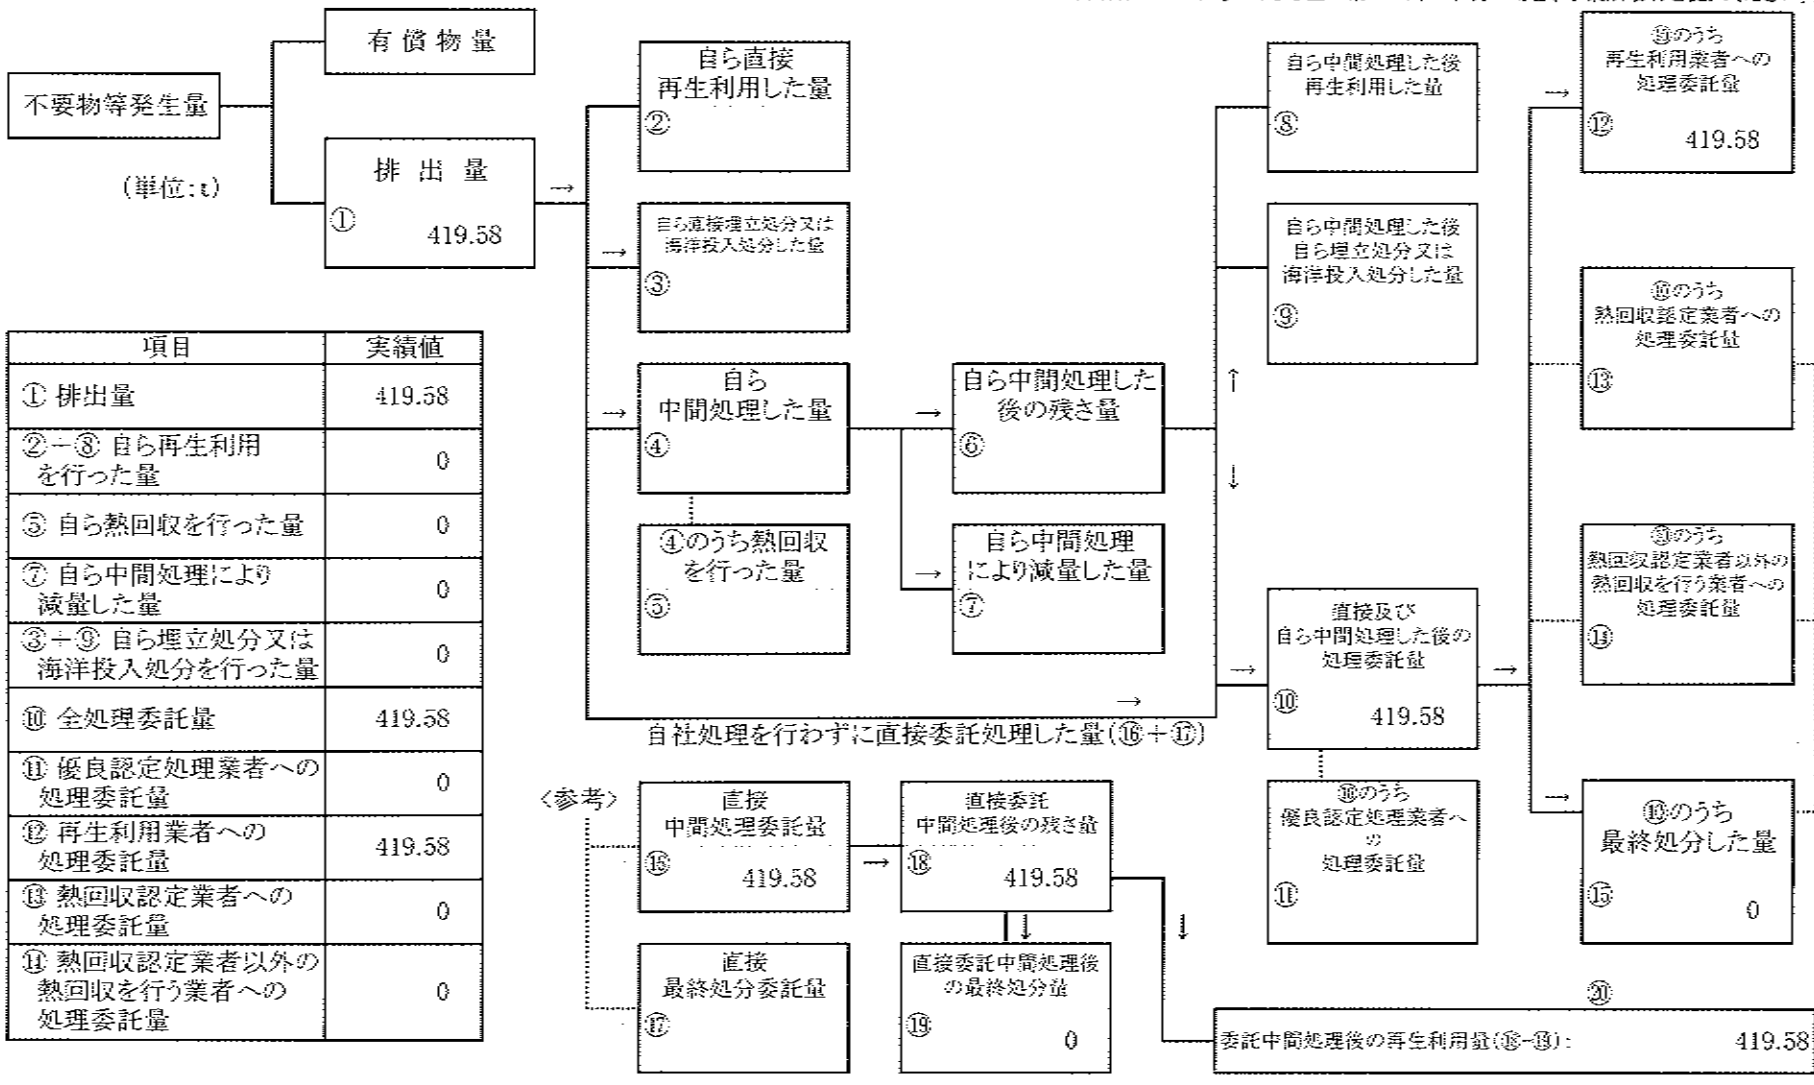 有償物量
不要物等発生量
(単位:t)
排出量
①
419.58
→
自ら直接
再生利用した量
②
→
自ら直接埋立処分又は
海洋投入処分した量
③
→
自ら
中間処理した量
④
→
自ら中間処理した
後の残さ量
⑥
④のうち熱回収
を行った量
⑤
→
自ら中間処理
により減量した量
⑦
自ら中間処理した後
再生利用した量
⑧
自ら中間処理した後
自ら埋立処分又は
海洋投入処分した量
⑨
↑
↓
→
自社処理を行わずに直接委託処理した量(⑯+⑰)
→
直接及び
自ら中間処理した後の
処理委託量
⑩
419.58
→
⑩のうち
優良認定処理業者へ
の
処理委託量
⑪
→
⑩のうち
再生利用業者への
処理委託量
⑫
419.58
⑩のうち
熱回収認定業者への
処理委託量
⑬
⑩のうち
熱回収認定業者以外の
熱回収を行う業者への
処理委託量
⑭
→
⑩のうち
最終処分した量
⑮
0
項目 実績値
① 排出量 419.58
②+⑧ 自ら再生利用
を行った量 0
⑤ 自ら熱回収を行った量 0
⑦ 自ら中間処理により
減量した量 0
③+⑨ 自ら埋立処分又は
海洋投入処分を行った量 0
⑩ 全処理委託量 419.58
⑪ 優良認定処理業者への
処理委託量 0
⑫ 再生利用業者への
処理委託量 419.58
⑬ 熱回収認定業者への
処理委託量 0
⑭ 熱回収認定業者以外の
熱回収を行う業者への
処理委託量 0
〈参考〉
直接
中間処理委託量
⑯
419.58
→
直接委託
中間処理後の残さ量
⑱
419.58
↓
↓
直接
最終処分委託量
⑰
直接委託中間処理後
の最終処分量
⑲
0
⑳
委託中間処理後の再生利用量(⑱-⑲): 419.58